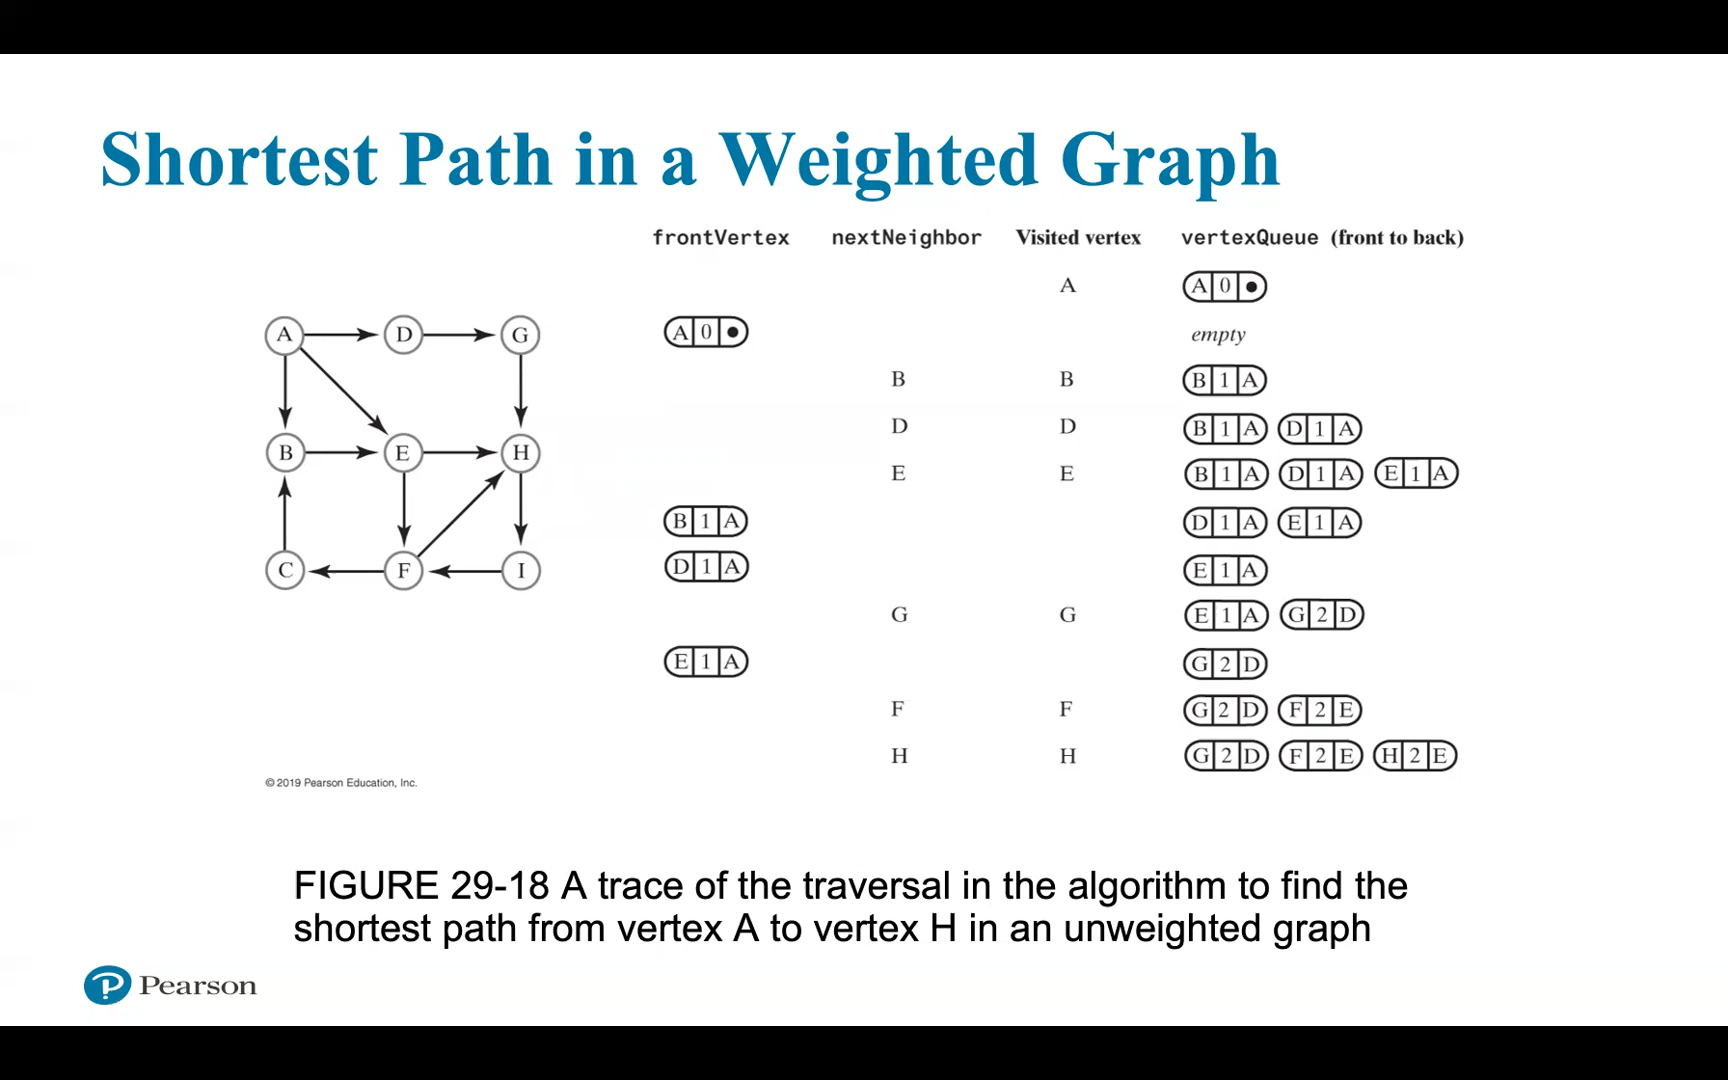 Shortest Path in a Weighted Graph
frontVertex nextNeighbor Visited vertex vertexQueue (front to back)
A A 0
A D G A 0 empty
B B B 1 A
D D B 1 A D 1 A
B E H E E B 1 A D 1 A E 1 A
B 1 A D 1 A E 1 A
C F I D 1 A E 1 A
G G E 1 A G 2 D
E 1 A G 2 D
F F G 2 D F 2 E
H H G 2 D F 2 E H 2 E
© 2019 Pearson Education, Inc.
FIGURE 29-18 A trace of the traversal in the algorithm to find the
shortest path from vertex A to vertex H in an unweighted graph
P Pearson